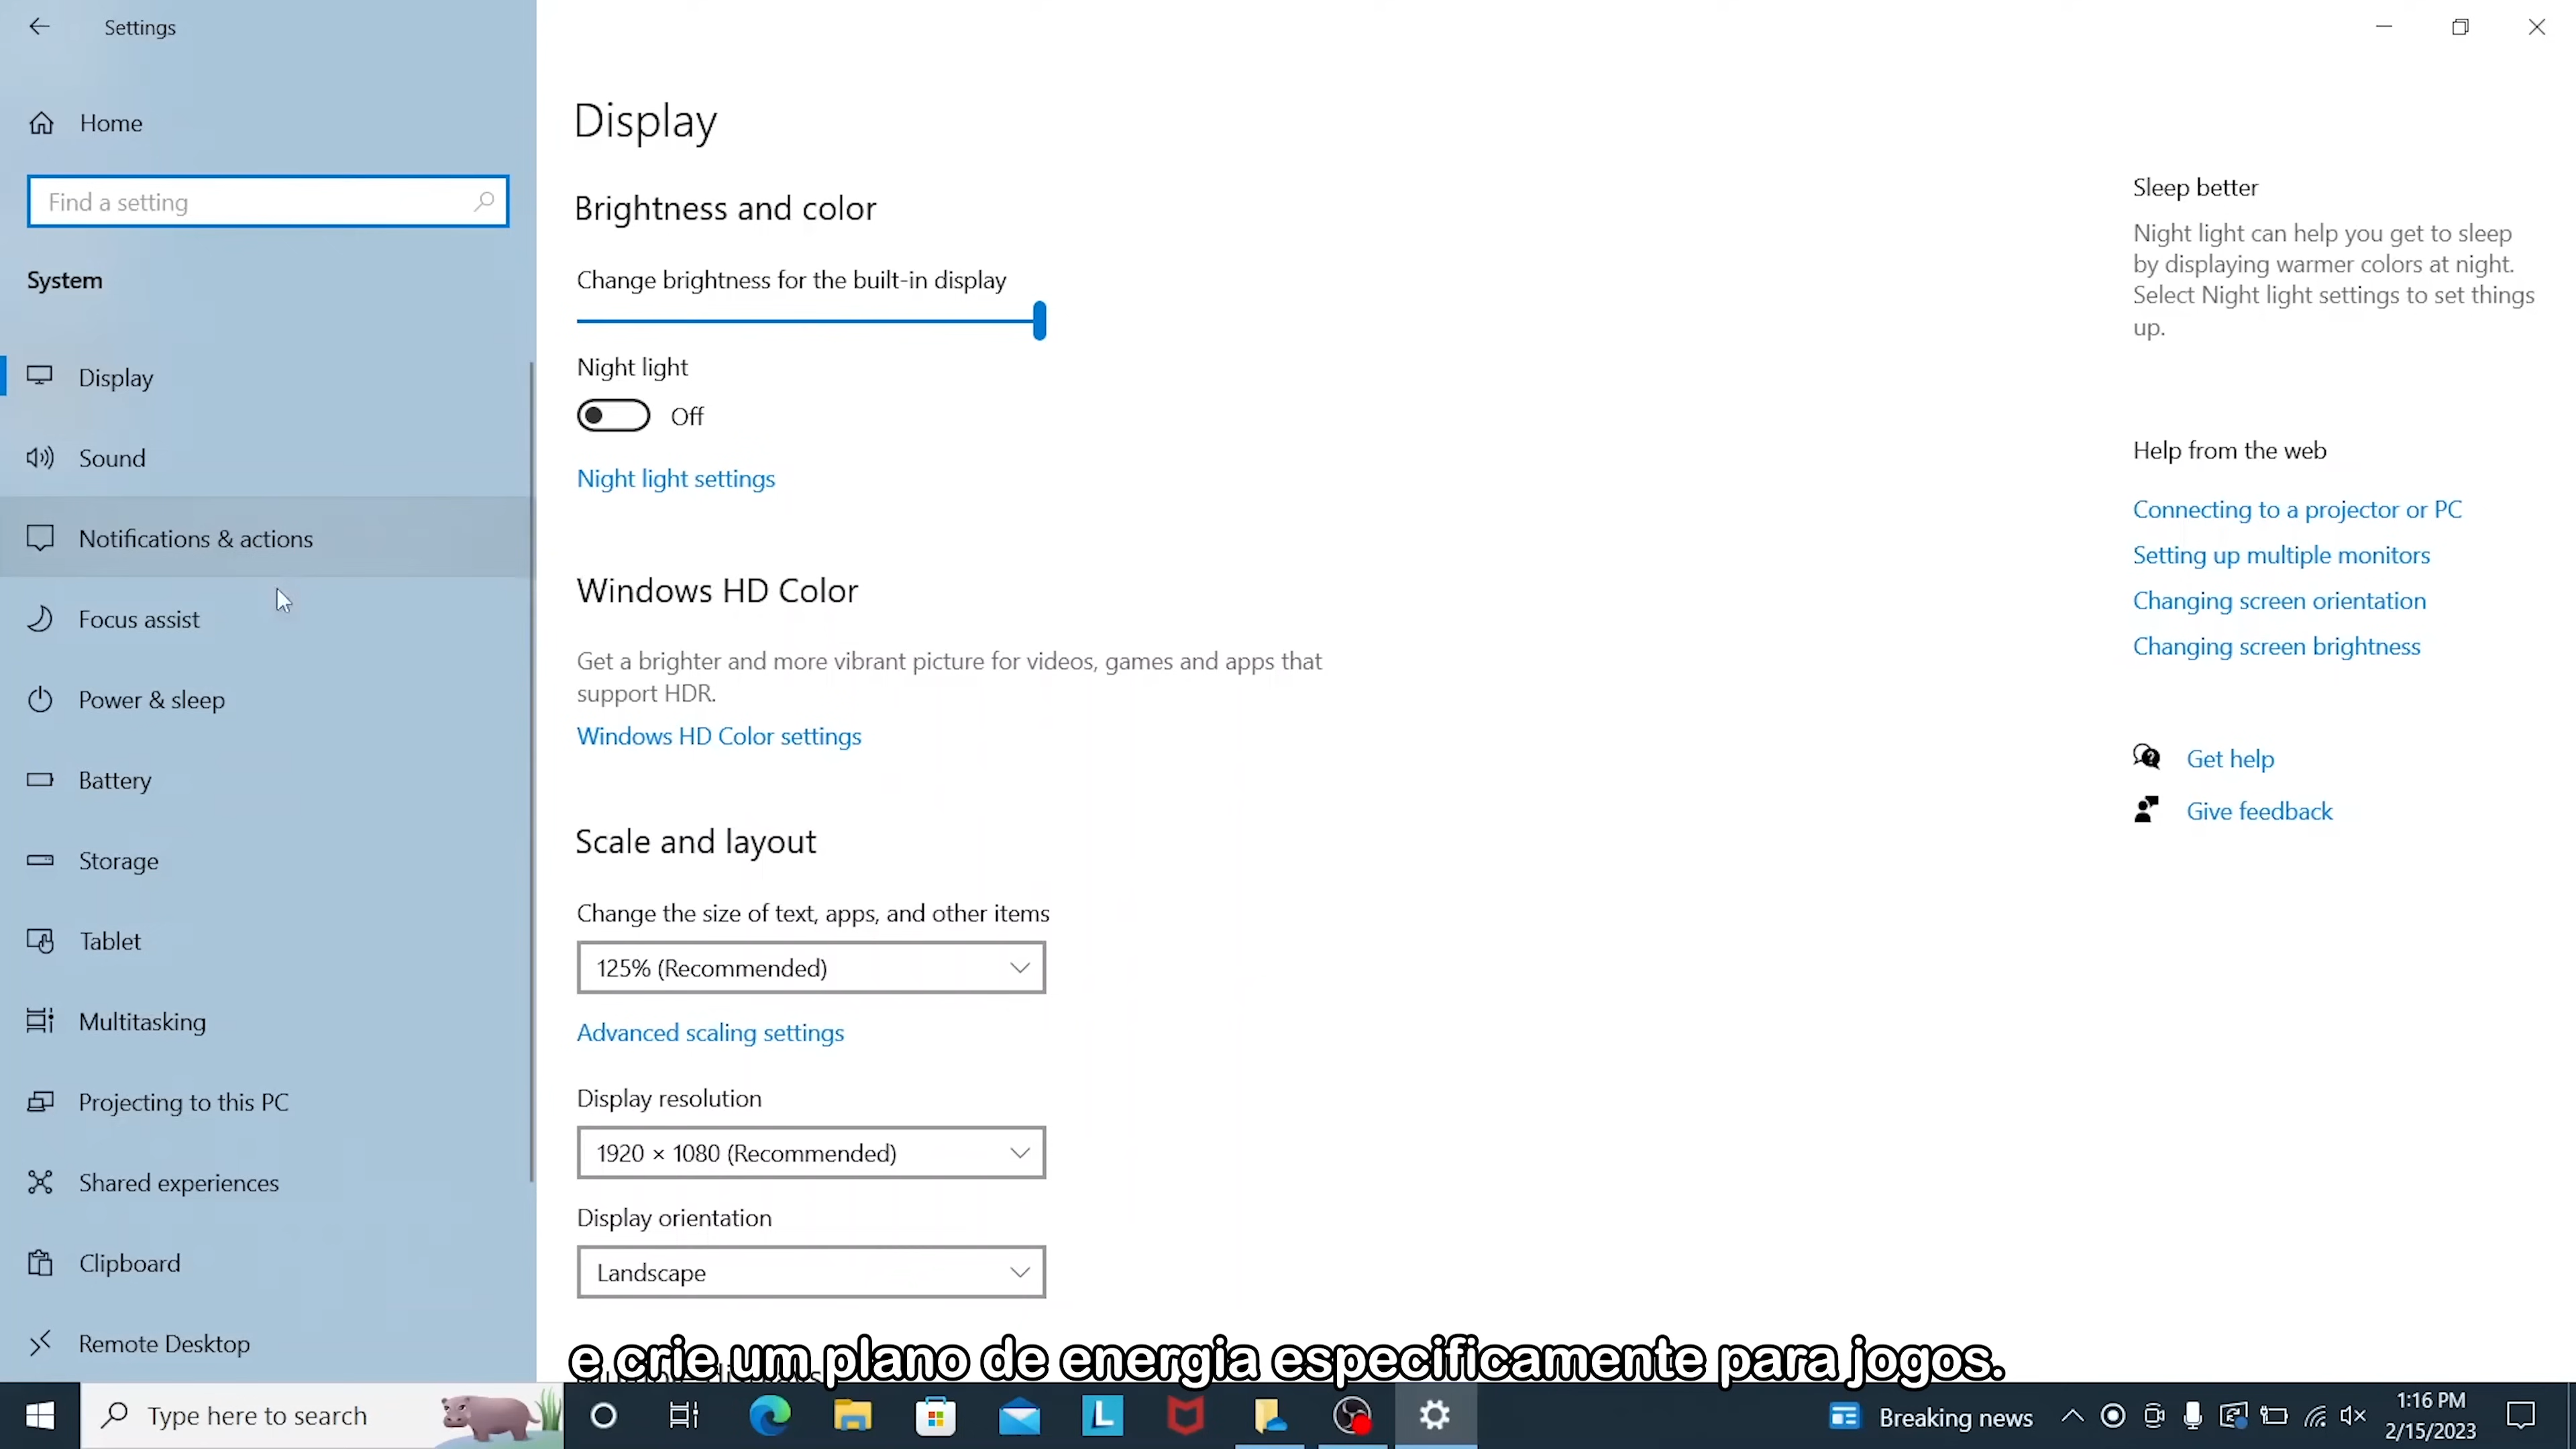 Settings
Home
Find a setting
System
Display
Sound
Notifications & actions
Focus assist
Power & sleep
Battery
Storage
Tablet
Multitasking
Projecting to this PC
Shared experiences
Clipboard
Remote Desktop
Display
Brightness and color
Change brightness for the built-in display
Night light
Off
Night light settings
Windows HD Color
Get a brighter and more vibrant picture for videos, games and apps that
support HDR.
Windows HD Color settings
Scale and layout
Change the size of text, apps, and other items
125% (Recommended)
Advanced scaling settings
Display resolution
1920 × 1080 (Recommended)
Display orientation
Landscape
Sleep better
Night light can help you get to sleep
by displaying warmer colors at night.
Select Night light settings to set things
up.
Help from the web
Connecting to a projector or PC
Setting up multiple monitors
Changing screen orientation
Changing screen brightness
Get help
Give feedback
e crie um plano de energia especificamente para jogos.
Type here to search
L
Breaking news
1:16 PM
2/15/2023